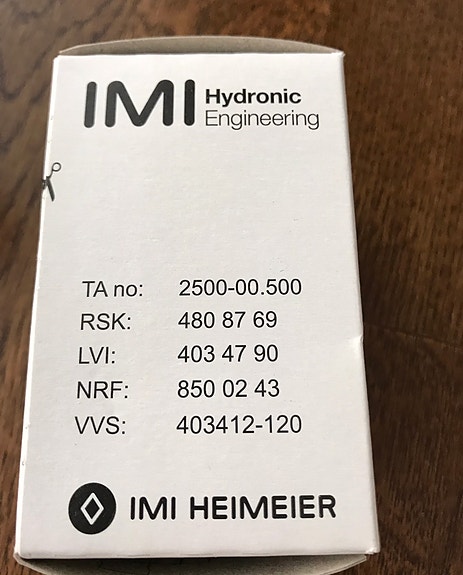 IMI Hydronic
Engineering
TA no: 2500-00.500
RSK: 480 87 69
LVI: 403 47 90
NRF: 850 02 43
VVS: 403412-120
IMI HEIMEIER